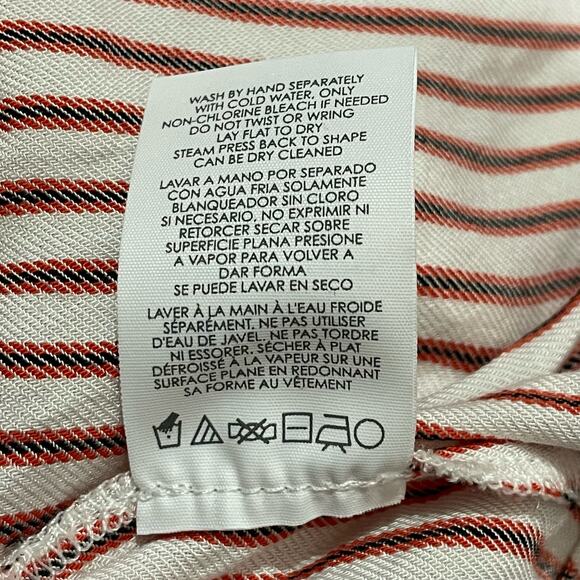 WASH BY HAND SEPARATELY
WITH COLD WATER, ONLY
NON-CHLORINE BLEACH IF NEEDED
DO NOT TWIST OR WRING
LAY FLAT TO DRY
STEAM PRESS BACK TO SHAPE
CAN BE DRY CLEANED
LAVAR A MANO POR SEPARADO
CON AGUA FRIA SOLAMENTE
BLANQUEADOR SIN CLORO
SI NECESARIO, NO EXPRIMIR NI
RETORCER SECAR SOBRE
SUPERFICIE PLANA PRESIONE
A VAPOR PARA VOLVER A
DAR FORMA
SE PUEDE LAVAR EN SECO
LAVER À LA MAIN À L'EAU FROIDE
SÉPARÉMENT. NE PAS UTILISER
D'EAU DE JAVEL. NE PAS TORDRE
NI ESSORER. SÉCHER À PLAT
DÉFROISSÉ À LA VAPEUR SUR UNE
SURFACE PLANE EN REDONNANT
SA FORME AU VÊTEMENT